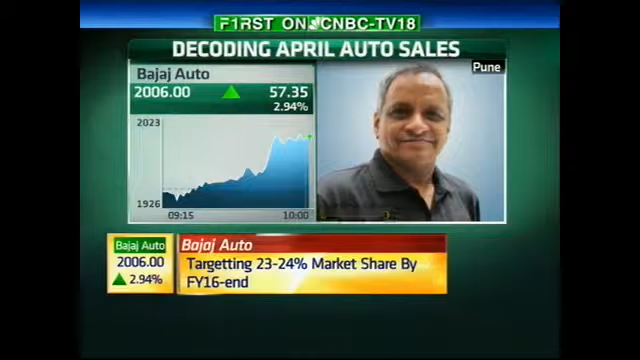 F1RST ON CNBC-TV18
DECODING APRIL AUTO SALES
Bajaj Auto
2006.00 57.35
2.94%
2023
1926
09:15 10:00
Pune
Bajaj Auto
2006.00
2.94%
Bajaj Auto
Targetting 23-24% Market Share By
FY16-end